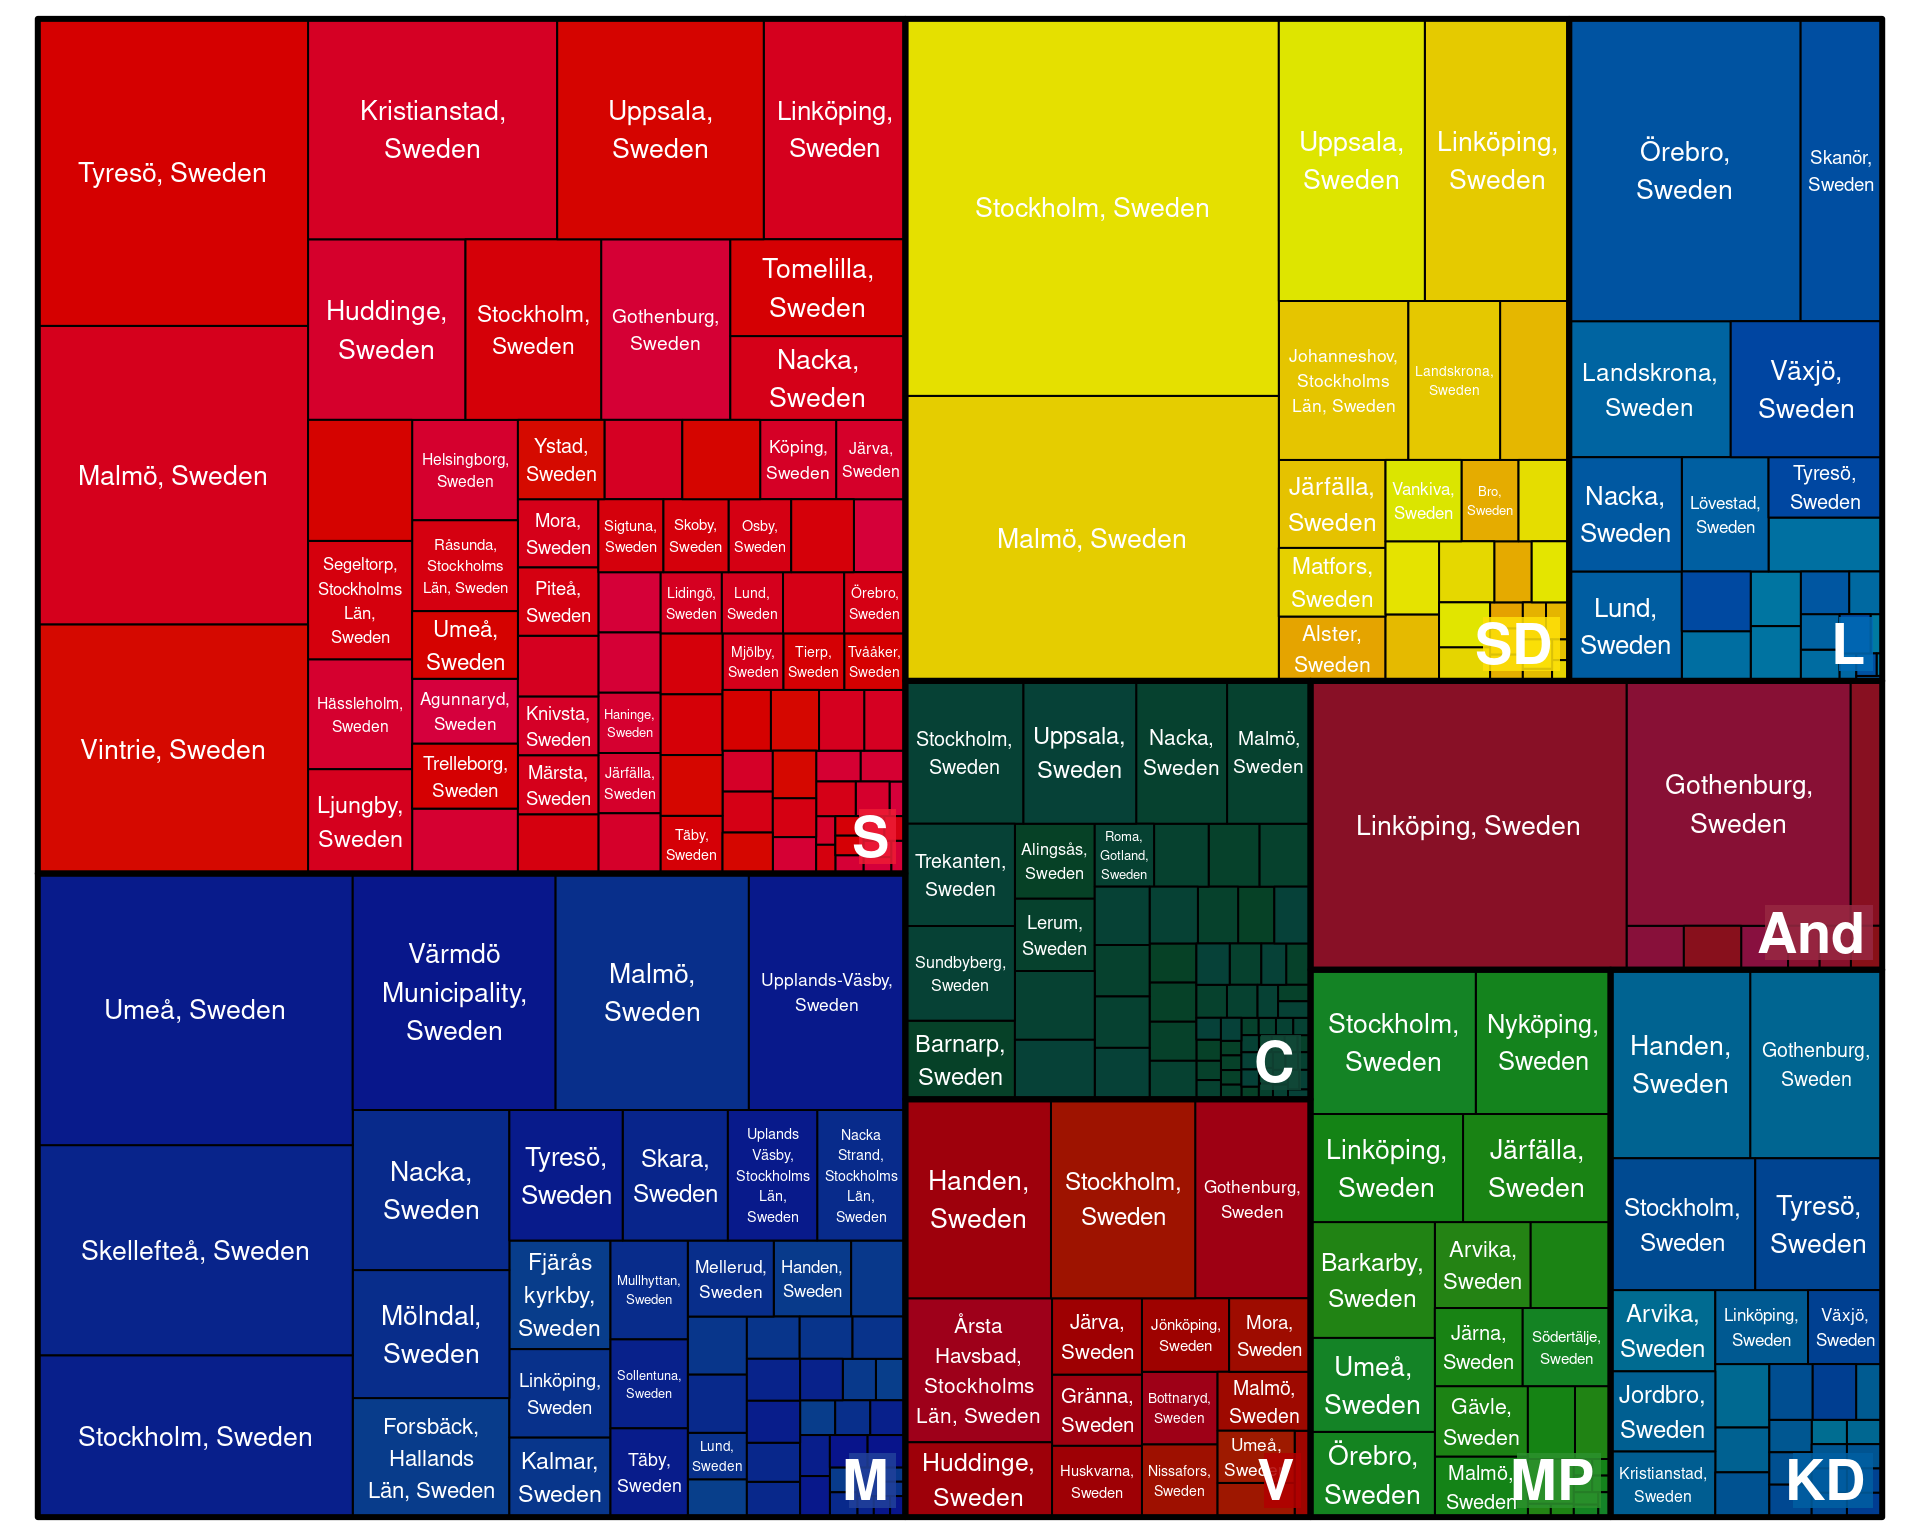 Tyresö, Sweden
Malmö, Sweden
Vintrie, Sweden
Kristianstad,
Sweden
Uppsala,
Sweden
Linköping,
Sweden
Huddinge,
Sweden
Stockholm,
Sweden
Gothenburg,
Sweden
Tomelilla,
Sweden
Nacka,
Sweden
Segeltorp,
Stockholms
Län,
Sweden
Hässleholm,
Sweden
Ljungby,
Sweden
Helsingborg,
Sweden
Råsunda,
Stockholms
Län, Sweden
Umeå,
Sweden
Agunnaryd,
Sweden
Trelleborg,
Sweden
Ystad,
Sweden
Köping,
Sweden
Järva,
Sweden
Mora,
Sweden
Piteå,
Sweden
Knivsta,
Sweden
Märsta,
Sweden
Sigtuna,
Sweden
Skoby,
Sweden
Osby,
Sweden
Lidingö,
Sweden
Lund,
Sweden
Örebro,
Sweden
Mjölby,
Sweden
Tierp,
Sweden
Tvååker,
Sweden
Haninge,
Sweden
Järfälla,
Sweden
Täby,
Sweden
S
Stockholm, Sweden
Malmö, Sweden
Uppsala,
Sweden
Linköping,
Sweden
Johanneshov,
Stockholms
Län, Sweden
Landskrona,
Sweden
Järfälla,
Sweden
Vankiva,
Sweden
Bro,
Sweden
Matfors,
Sweden
Alster,
Sweden
SD
Örebro,
Sweden
Skanör,
Sweden
Landskrona,
Sweden
Växjö,
Sweden
Nacka,
Sweden
Lövestad,
Sweden
Tyresö,
Sweden
Lund,
Sweden
L
Umeå, Sweden
Skellefteå, Sweden
Stockholm, Sweden
Värmdö
Municipality,
Sweden
Malmö,
Sweden
Upplands-Väsby,
Sweden
Nacka,
Sweden
Mölndal,
Sweden
Forsbäck,
Hallands
Län, Sweden
Tyresö,
Sweden
Skara,
Sweden
Uplands
Väsby,
Stockholms
Län,
Sweden
Nacka
Strand,
Stockholms
Län,
Sweden
Fjärås
kyrkby,
Sweden
Linköping,
Sweden
Kalmar,
Sweden
Mullhyttan,
Sweden
Sollentuna,
Sweden
Täby,
Sweden
Mellerud,
Sweden
Handen,
Sweden
Lund,
Sweden
M
Stockholm,
Sweden
Uppsala,
Sweden
Nacka,
Sweden
Malmö,
Sweden
Trekanten,
Sweden
Sundbyberg,
Sweden
Barnarp,
Sweden
Alingsås,
Sweden
Lerum,
Sweden
Roma,
Gotland,
Sweden
C
Linköping, Sweden
Gothenburg,
Sweden
And
Handen,
Sweden
Stockholm,
Sweden
Gothenburg,
Sweden
Årsta
Havsbad,
Stockholms
Län, Sweden
Huddinge,
Sweden
Järva,
Sweden
Jönköping,
Sweden
Mora,
Sweden
Gränna,
Sweden
Bottnaryd,
Sweden
Malmö,
Sweden
Huskvarna,
Sweden
Nissafors,
Sweden
Umeå,
Sweden
V
Stockholm,
Sweden
Nyköping,
Sweden
Linköping,
Sweden
Järfälla,
Sweden
Barkarby,
Sweden
Arvika,
Sweden
Umeå,
Sweden
Järna,
Sweden
Södertälje,
Sweden
Gävle,
Sweden
Örebro,
Sweden
Malmö,
Sweden
MP
Handen,
Sweden
Gothenburg,
Sweden
Stockholm,
Sweden
Tyresö,
Sweden
Arvika,
Sweden
Linköping,
Sweden
Växjö,
Sweden
Jordbro,
Sweden
Kristianstad,
Sweden
KD